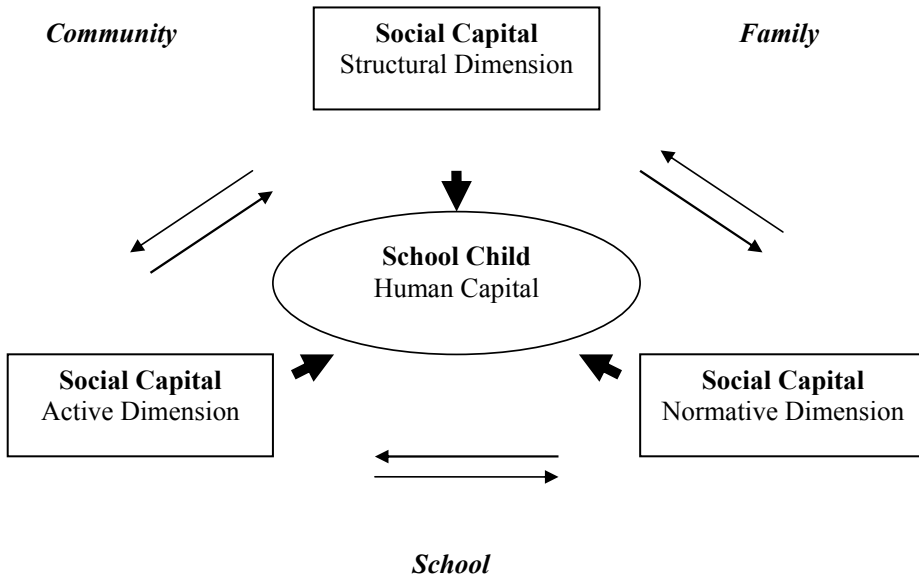 Community
Social Capital
Structural Dimension
Family
School Child
Human Capital
Social Capital
Active Dimension
Social Capital
Normative Dimension
School